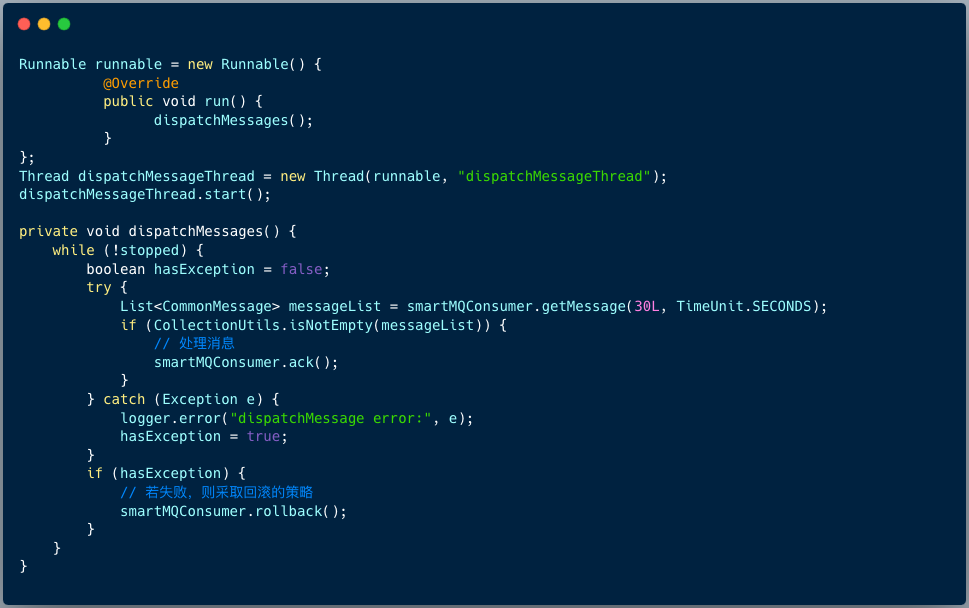 Runnable runnable = new Runnable() {
@Override
public void run() {
dispatchMessages();
}
};
Thread dispatchMessageThread = new Thread(runnable, "dispatchMessageThread");
dispatchMessageThread.start();
private void dispatchMessages() {
while (!stopped) {
boolean hasException = false;
try {
List<CommonMessage> messageList = smartMQConsumer.getMessage(30L, TimeUnit.SECONDS);
if (CollectionUtils.isNotEmpty(messageList)) {
// 处理消息
smartMQConsumer.ack();
}
} catch (Exception e) {
logger.error("dispatchMessage error:", e);
hasException = true;
}
if (hasException) {
// 若失败，则采取回滚的策略
smartMQConsumer.rollback();
}
}
}